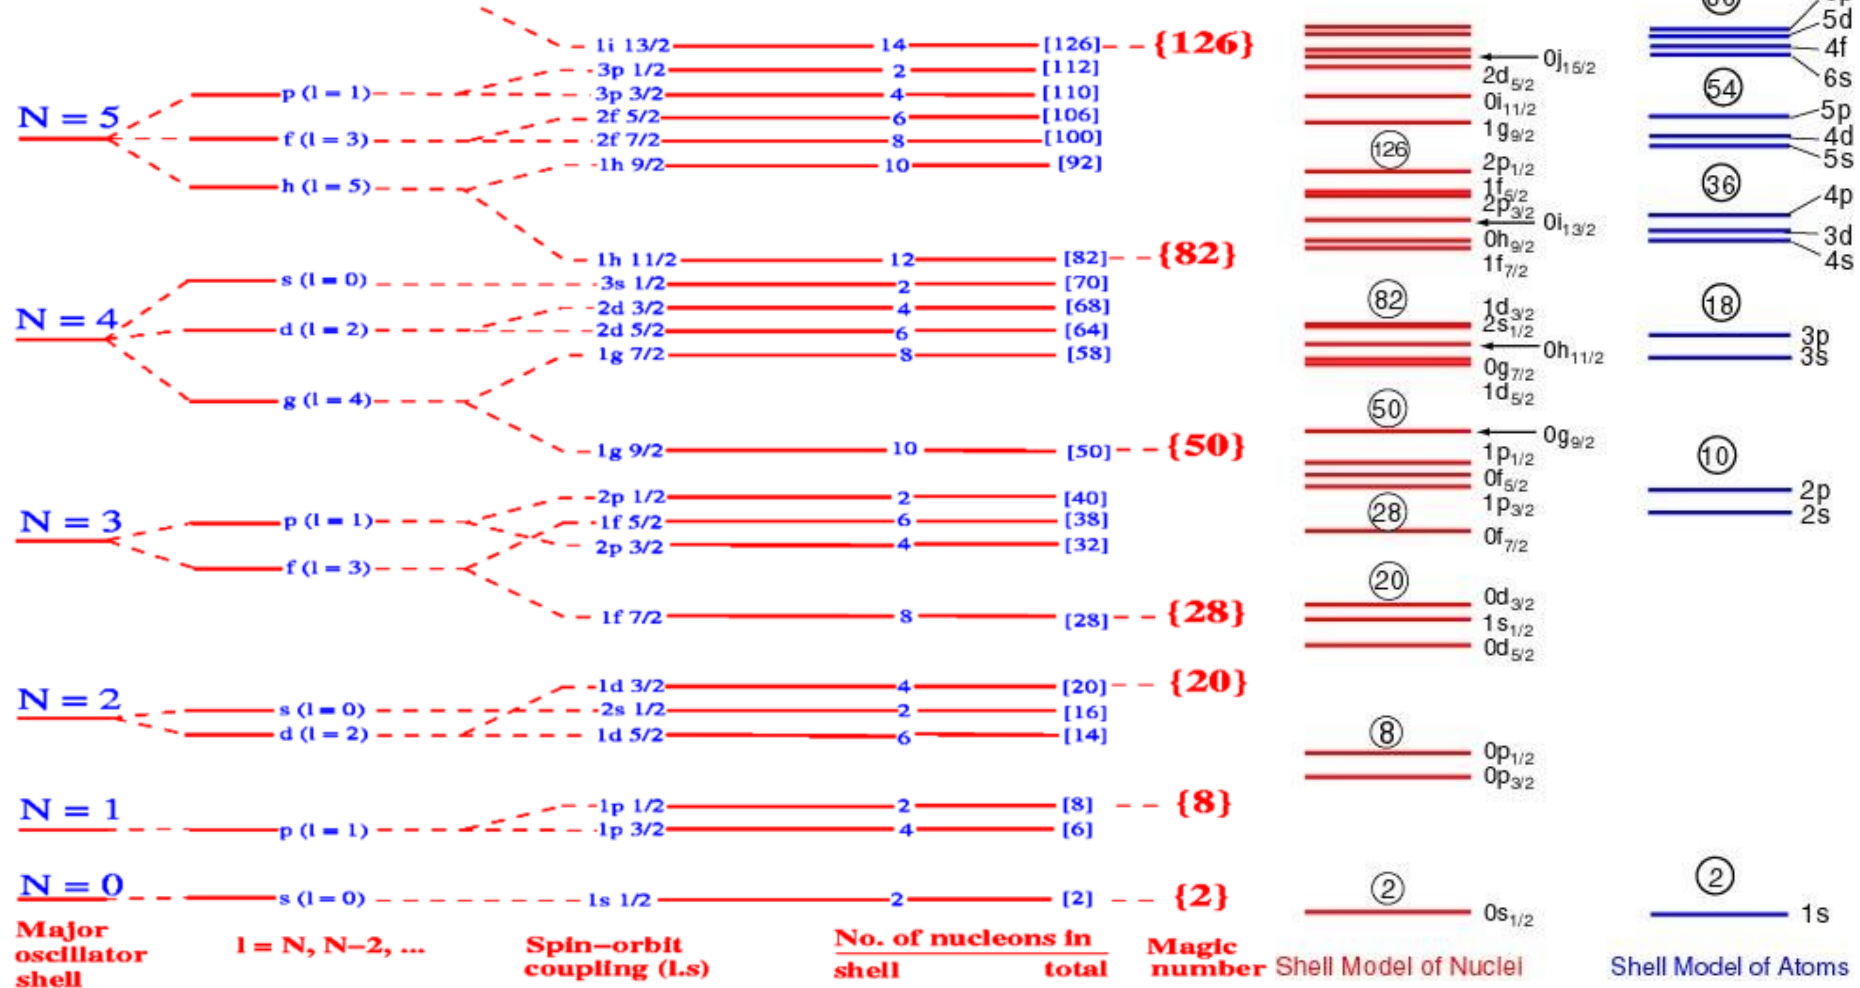 1i 13/2 14 [126] {126}
3p 1/2 2 [112]
p (l = 1) 3p 3/2 4 [110]
N = 5
2f 5/2 6 [106]
f (l = 3) 2f 7/2 8 [100]
1h 9/2 10 [92]
h (l = 5)
1h 11/2 12 [82] {82}
s (l = 0) 3s 1/2 2 [70]
N = 4
2d 3/2 4 [68]
d (l = 2) 2d 5/2 6 [64]
1g 7/2 8 [58]
g (l = 4)
1g 9/2 10 [50] {50}
2p 1/2 2 [40]
N = 3
p (l = 1) 1f 5/2 6 [38]
2p 3/2 4 [32]
f (l = 3)
1f 7/2 8 [28] {28}
1d 3/2 4 [20] {20}
N = 2
s (l = 0) 2s 1/2 2 [16]
d (l = 2) 1d 5/2 6 [14]
N = 1
1p 1/2 2 [8] {8}
p (l = 1) 1p 3/2 4 [6]
N = 0
s (l = 0) 1s 1/2 2 [2] {2}
Major
oscillator
shell
l = N, N–2, ...
Spin–orbit
coupling (l.s)
No. of nucleons in
shell total
Magic
number
0j15/2
2d5/2
0i11/2
1g9/2
126
2p1/2
1f5/2
2p3/2
0i13/2
0h9/2
1f7/2
82
1d3/2
2s1/2
0h11/2
0g7/2
1d5/2
50
0g9/2
1p1/2
0f5/2
1p3/2
28
0f7/2
20
0d3/2
1s1/2
0d5/2
8
0p1/2
0p3/2
2
0s1/2
Shell Model of Nuclei
5d
4f
6s
54
5p
4d
5s
36
4p
3d
4s
18
3p
3s
10
2p
2s
2
1s
Shell Model of Atoms